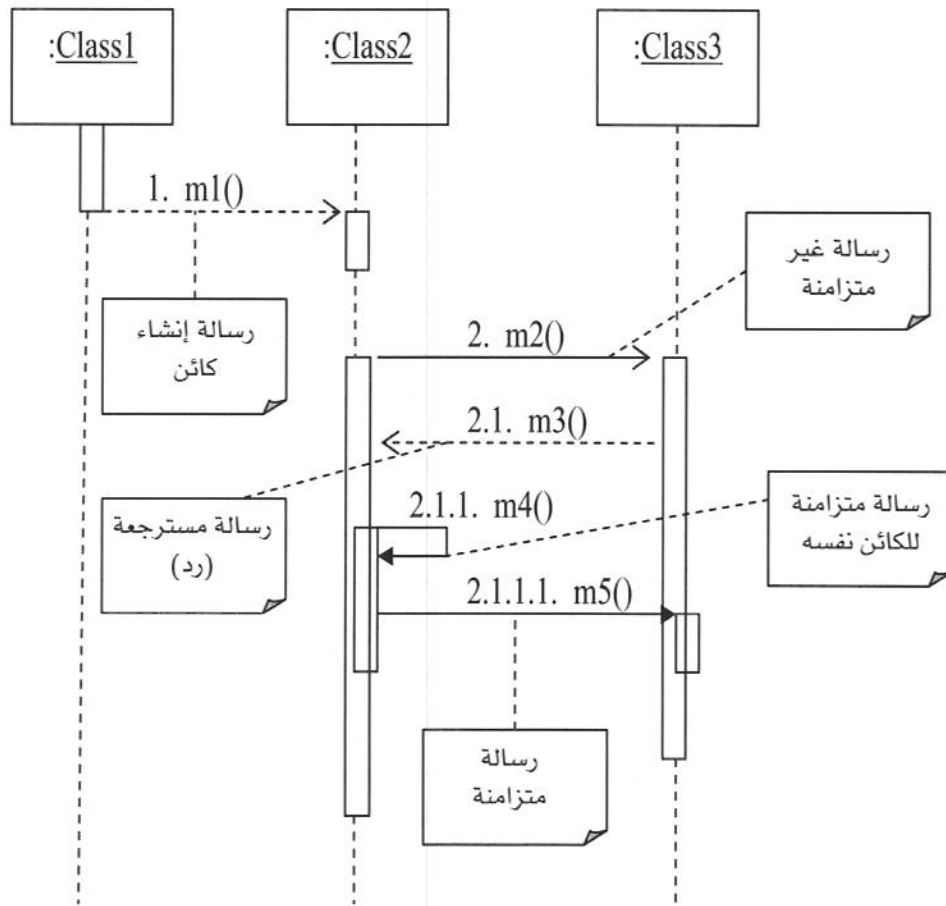 :Class1
:Class2
:Class3
1. m1()
رسالة غير
متزامنة
رسالة إنشاء
كائن
2. m2()
2.1. m3()
رسالة متزامنة
للكائن نفسه
2.1.1. m4()
رسالة مسترجعة
(رد)
2.1.1.1. m5()
رسالة
متزامنة